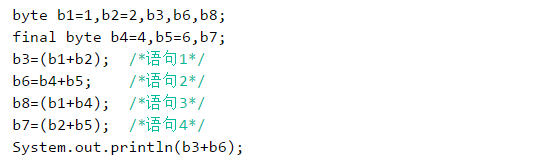 byte b1=1,b2=2,b3,b6,b8;
final byte b4=4,b5=6,b7;
b3=(b1+b2);  /*语句1*/
b6=b4+b5;    /*语句2*/
b8=(b1+b4);  /*语句3*/
b7=(b2+b5);  /*语句4*/
System.out.println(b3+b6);